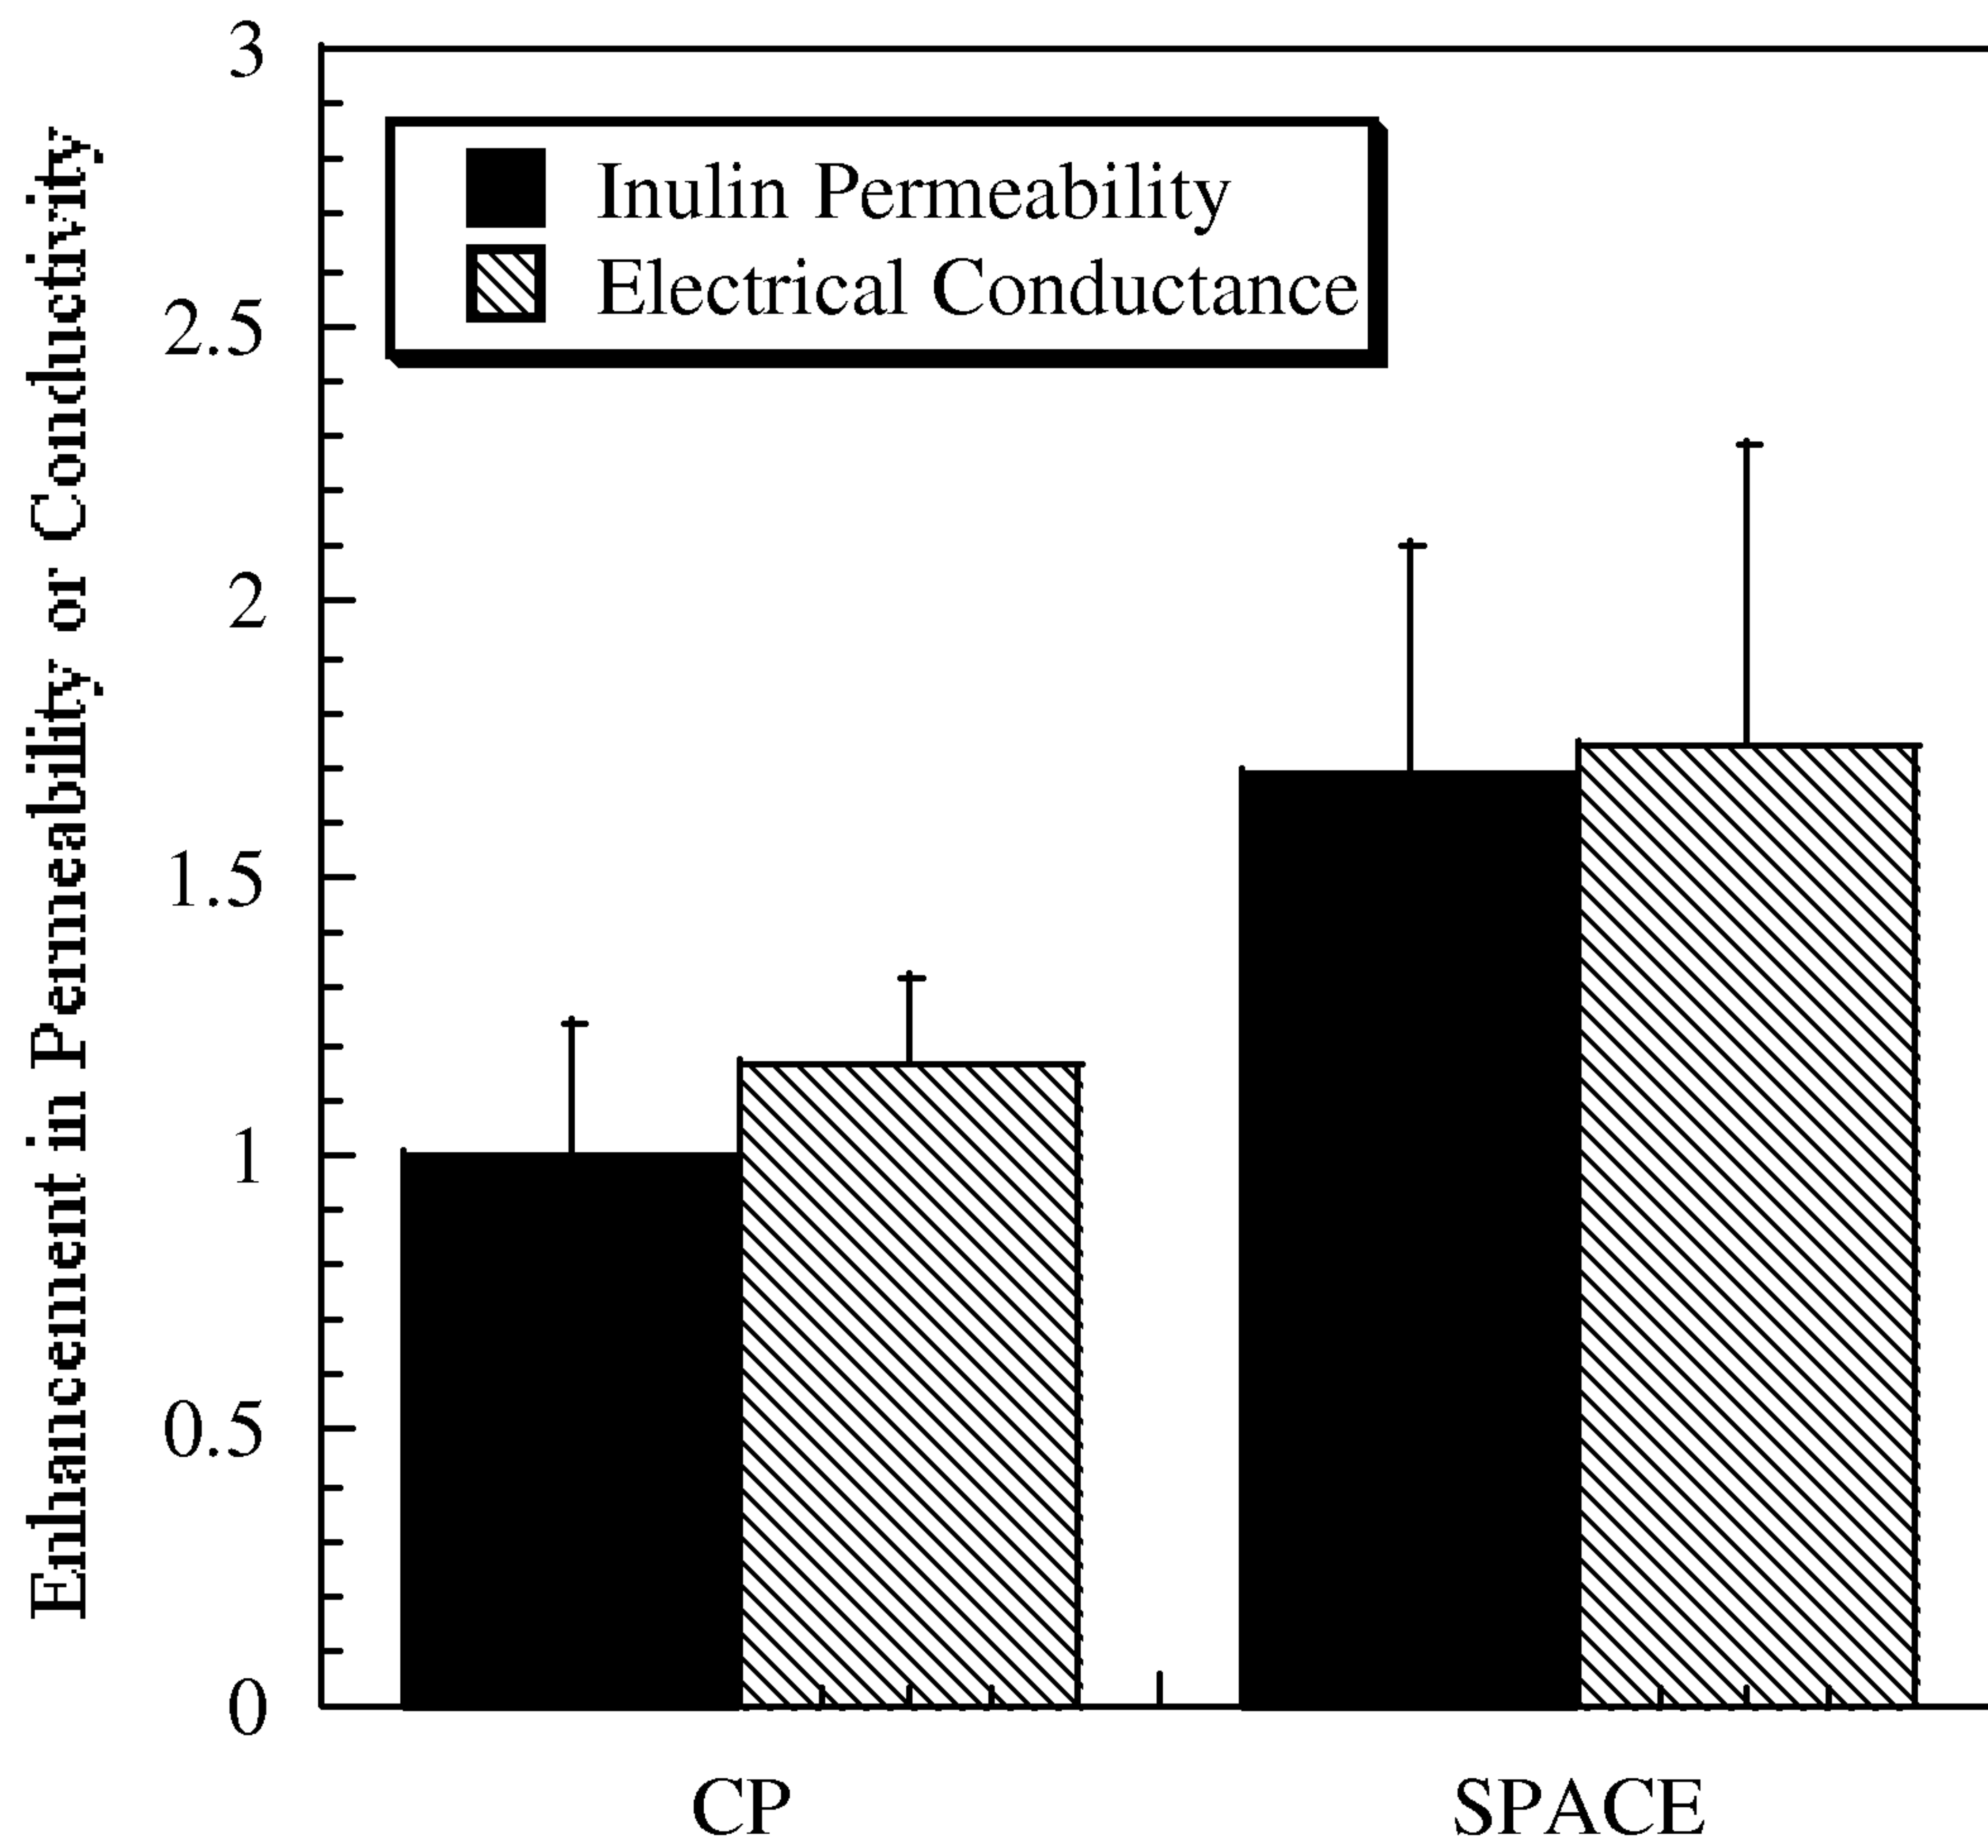 Enhancement in Permeability or Conductivity
3
2.5
2
1.5
1
0.5
0
Inulin Permeability
Electrical Conductance
CP
SPACE